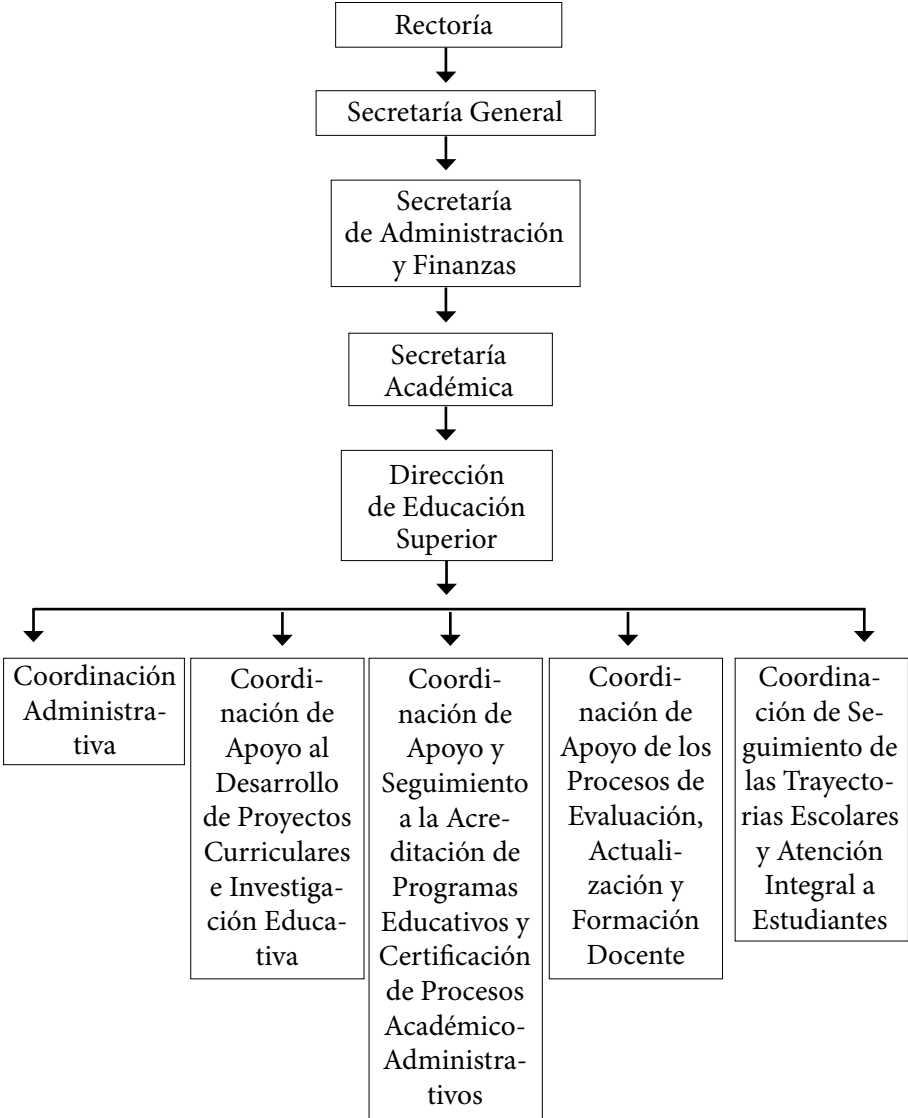 Rectoría
Secretaría General
Secretaría
de Administración
y Finanzas
Secretaría
Académica
Dirección
de Educación
Superior
Coordinación
Administra-
tiva
Coordi-
nación de
Apoyo al
Desarrollo
de Proyectos
Curriculares
e Investiga-
ción Educa-
tiva
Coordi-
nación de
Apoyo y
Seguimiento
a la Acre-
ditación de
Programas
Educativos y
Certificación
de Procesos
Académico-
Administra-
tivos
Coordi-
nación de
Apoyo de los
Procesos de
Evaluación,
Actuali-
zación y
Formación
Docente
Coordina-
ción de Se-
guimiento de
las Trayecto-
rias Escolares
y Atención
Integral a
Estudiantes